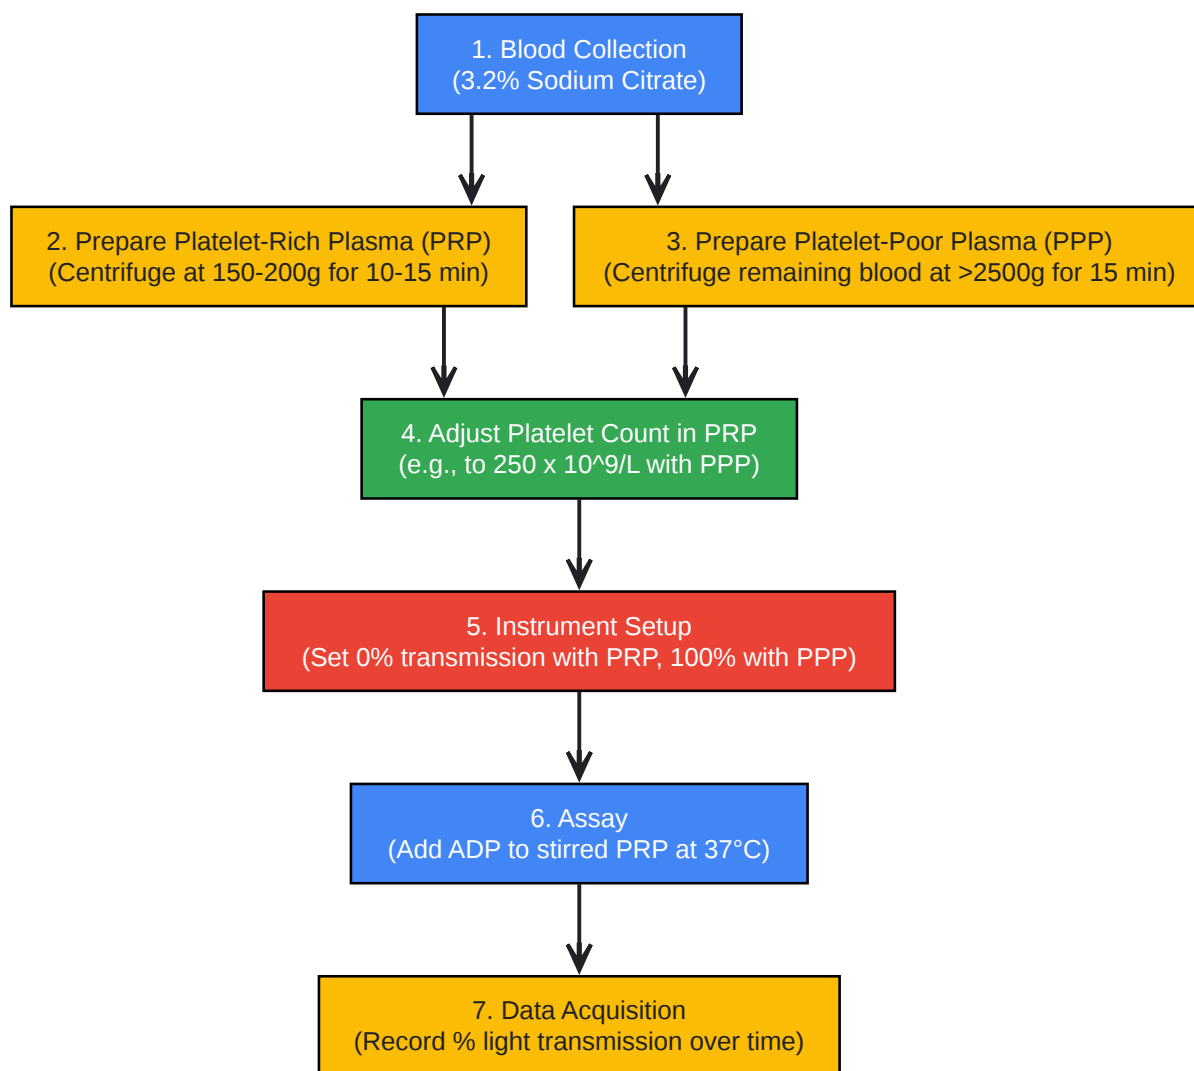 1. Blood Collection
(3.2% Sodium Citrate)
2. Prepare Platelet-Rich Plasma (PRP)
(Centrifuge at 150-200g for 10-15 min)
3. Prepare Platelet-Poor Plasma (PPP)
(Centrifuge remaining blood at >2500g for 15 min)
4. Adjust Platelet Count in PRP
(e.g., to 250 x 10^9/L with PPP)
5. Instrument Setup
(Set 0% transmission with PRP, 100% with PPP)
6. Assay
(Add ADP to stirred PRP at 37°C)
7. Data Acquisition
(Record % light transmission over time)